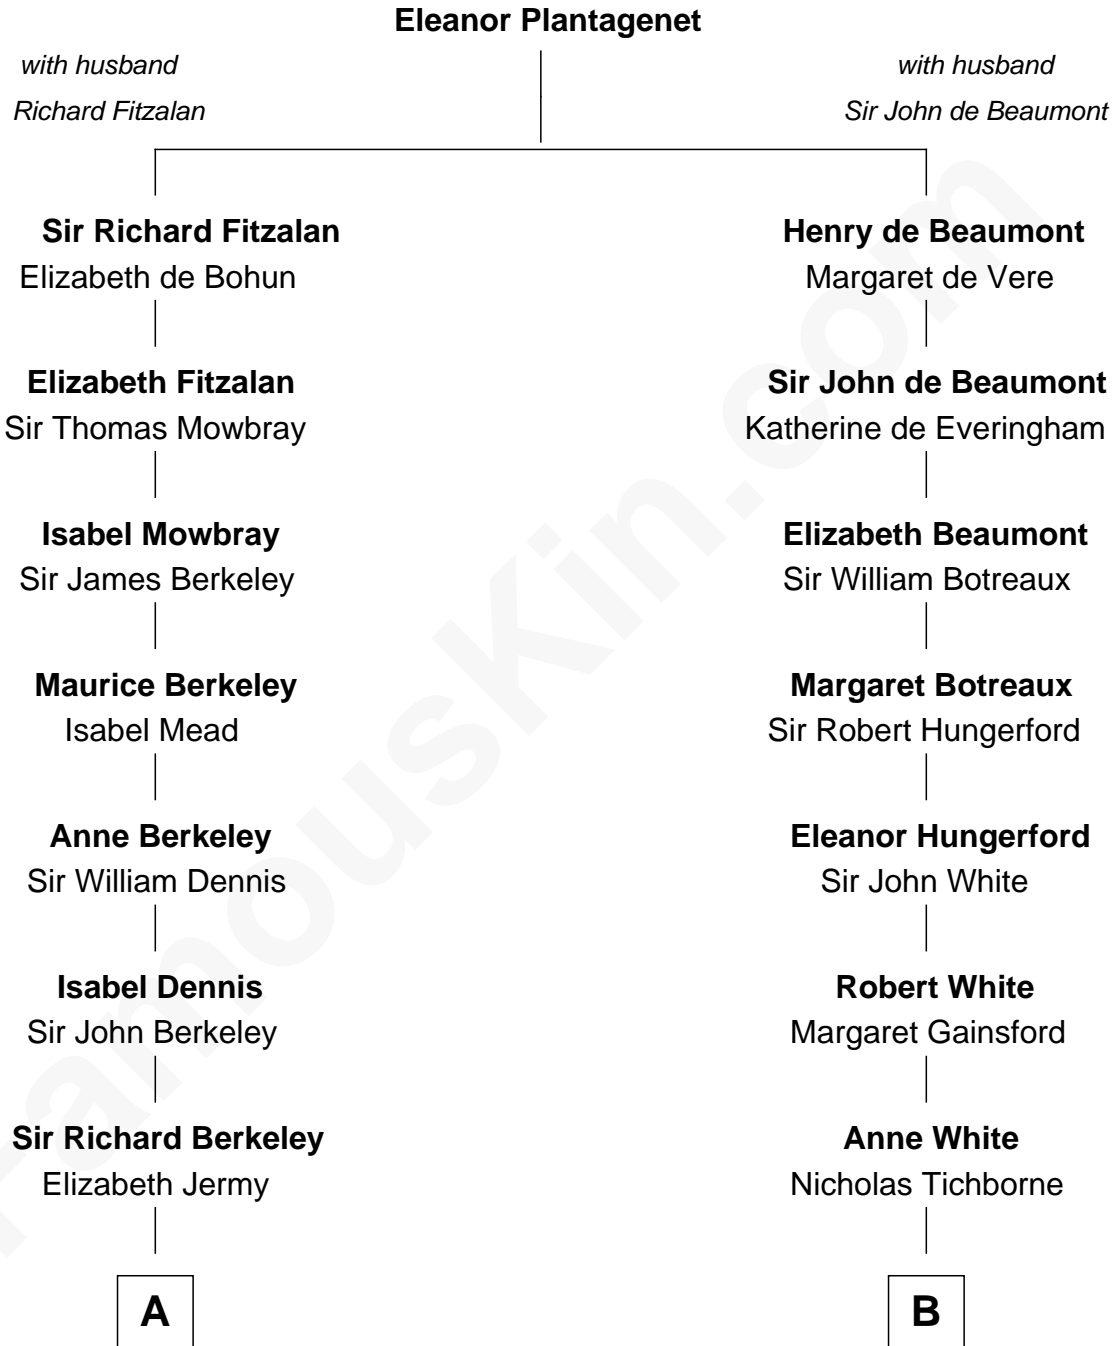 Eleanor Plantagenet
with husband
Richard Fitzalan
with husband
Sir John de Beaumont
Sir Richard Fitzalan
Elizabeth de Bohun
Henry de Beaumont
Margaret de Vere
Elizabeth Fitzalan
Sir Thomas Mowbray
Sir John de Beaumont
Katherine de Everingham
Isabel Mowbray
Sir James Berkeley
Elizabeth Beaumont
Sir William Botreaux
Maurice Berkeley
Isabel Mead
Margaret Botreaux
Sir Robert Hungerford
Anne Berkeley
Sir William Dennis
Eleanor Hungerford
Sir John White
Isabel Dennis
Sir John Berkeley
Robert White
Margaret Gainsford
Sir Richard Berkeley
Elizabeth Jermy
Anne White
Nicholas Tichborne
A
B
FamousKin.com